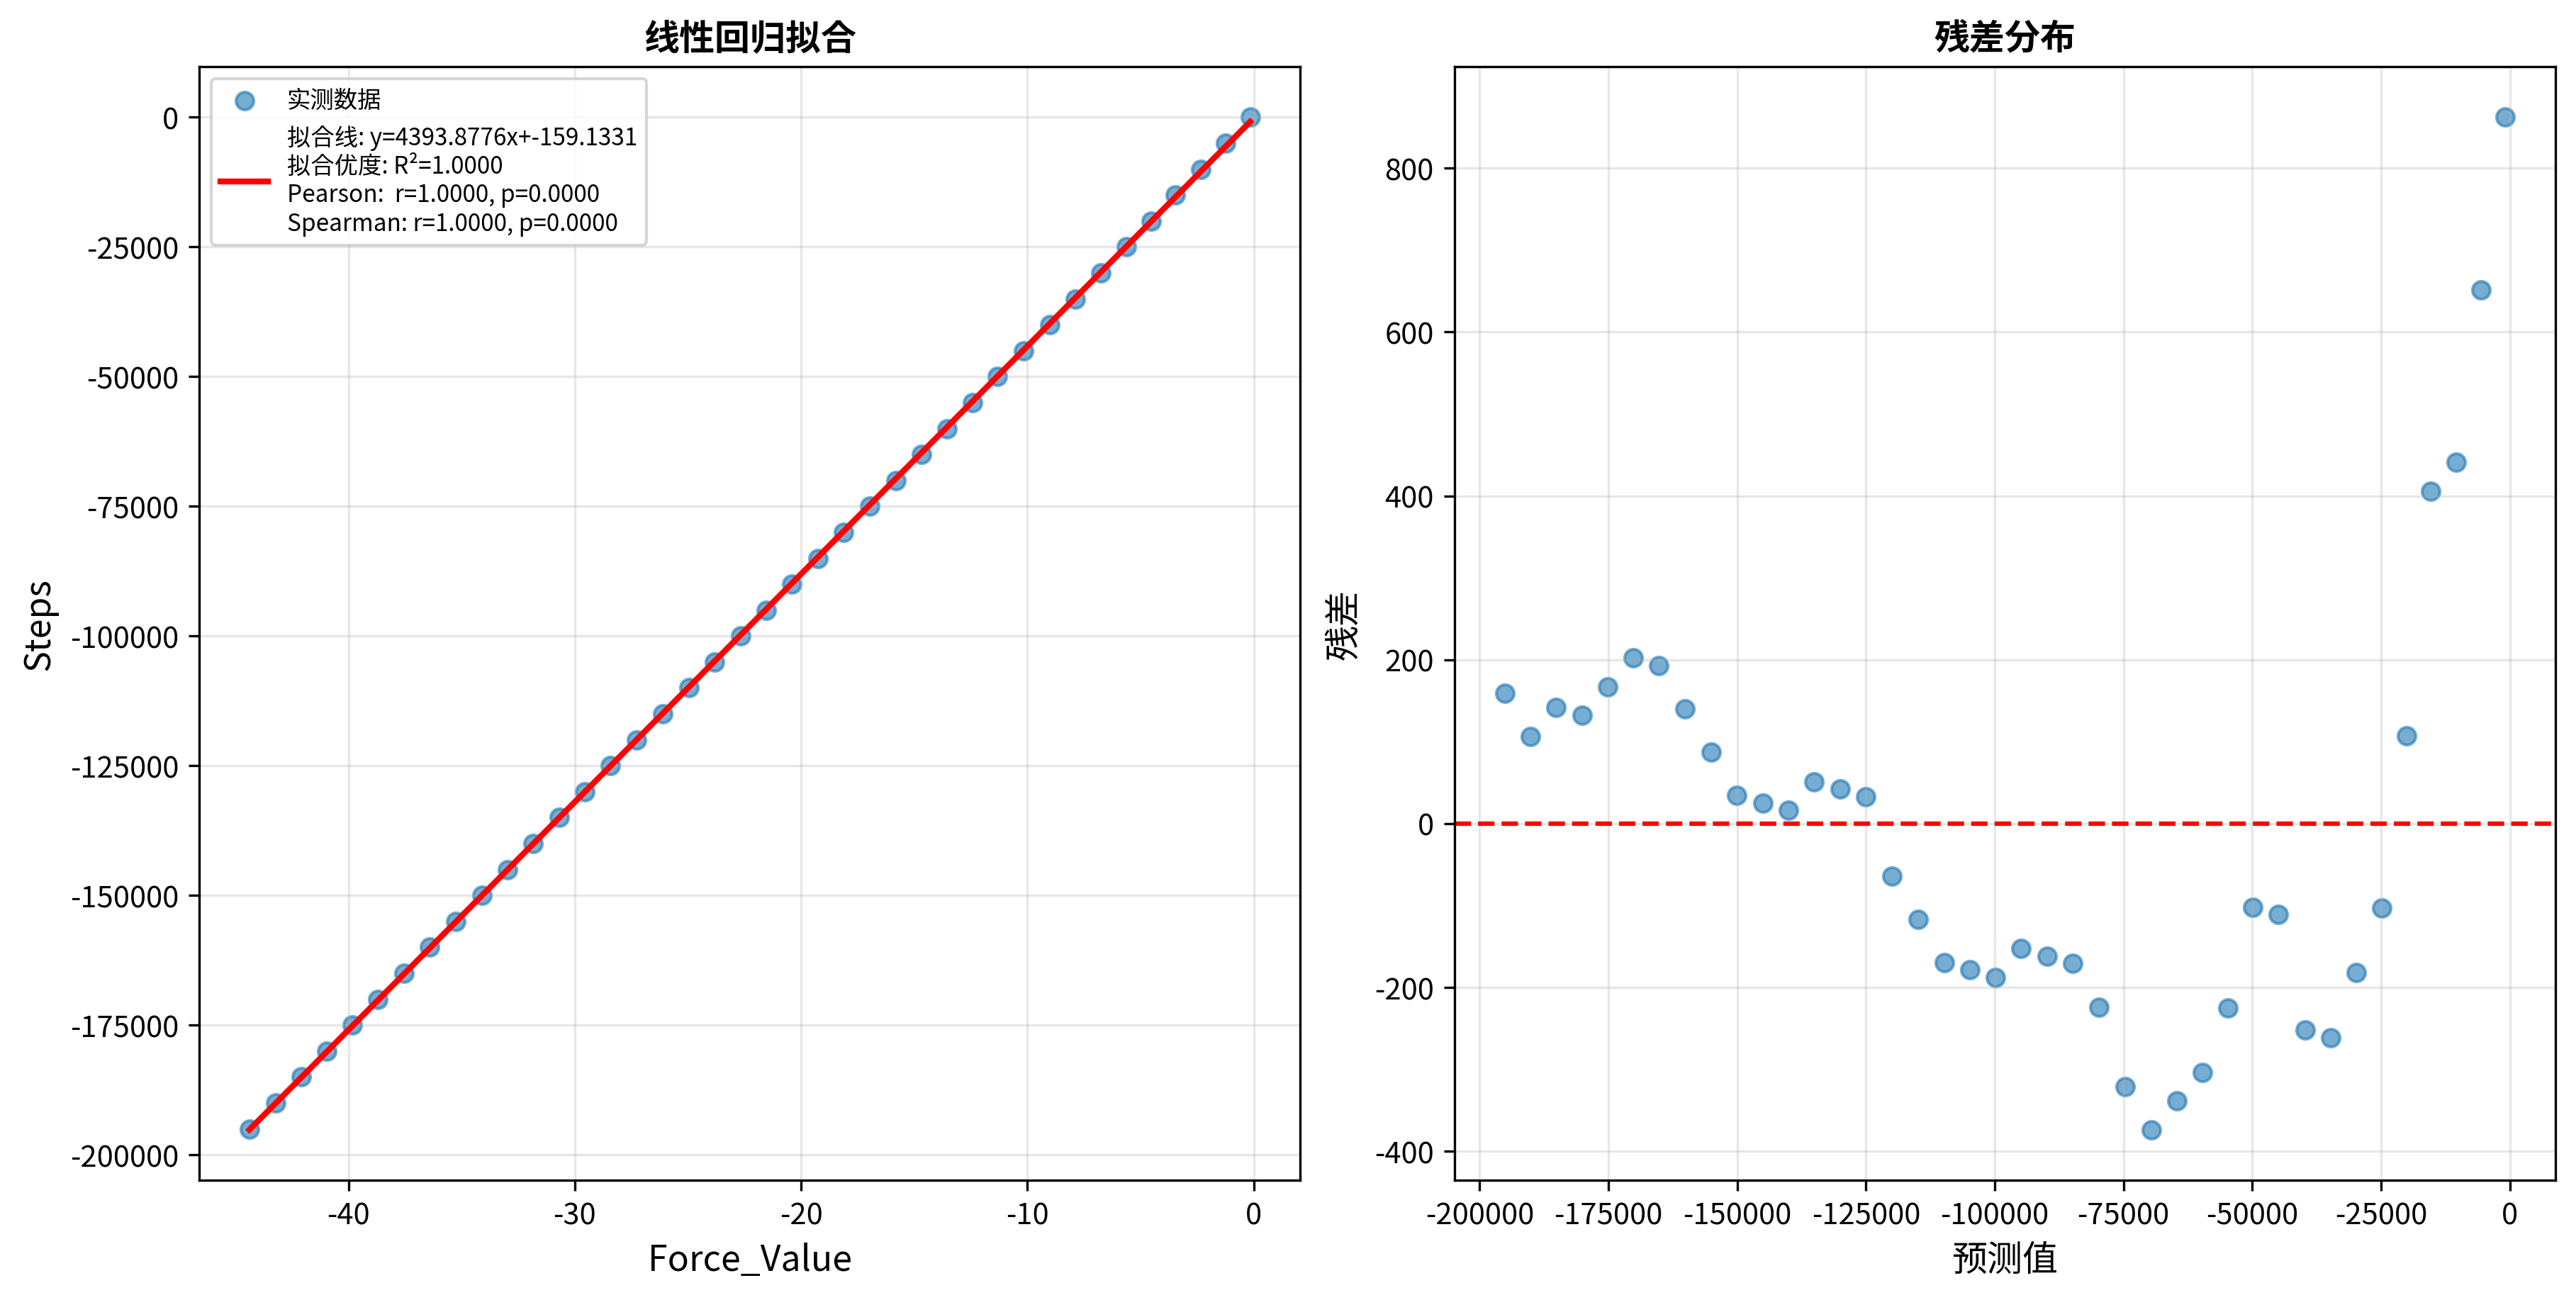 线性回归拟合
实测数据
拟合线: y=4393.8776x+-159.1331
拟合优度: R²=1.0000
Pearson:  r=1.0000, p=0.0000
Spearman: r=1.0000, p=0.0000
0
-25000
-50000
-75000
-100000
-125000
-150000
-175000
-200000
Steps
-40 -30 -20 -10 0
Force_Value
残差分布
800
600
400
200
0
-200
-400
残差
-200000 -175000 -150000 -125000 -100000 -75000 -50000 -25000 0
预测值